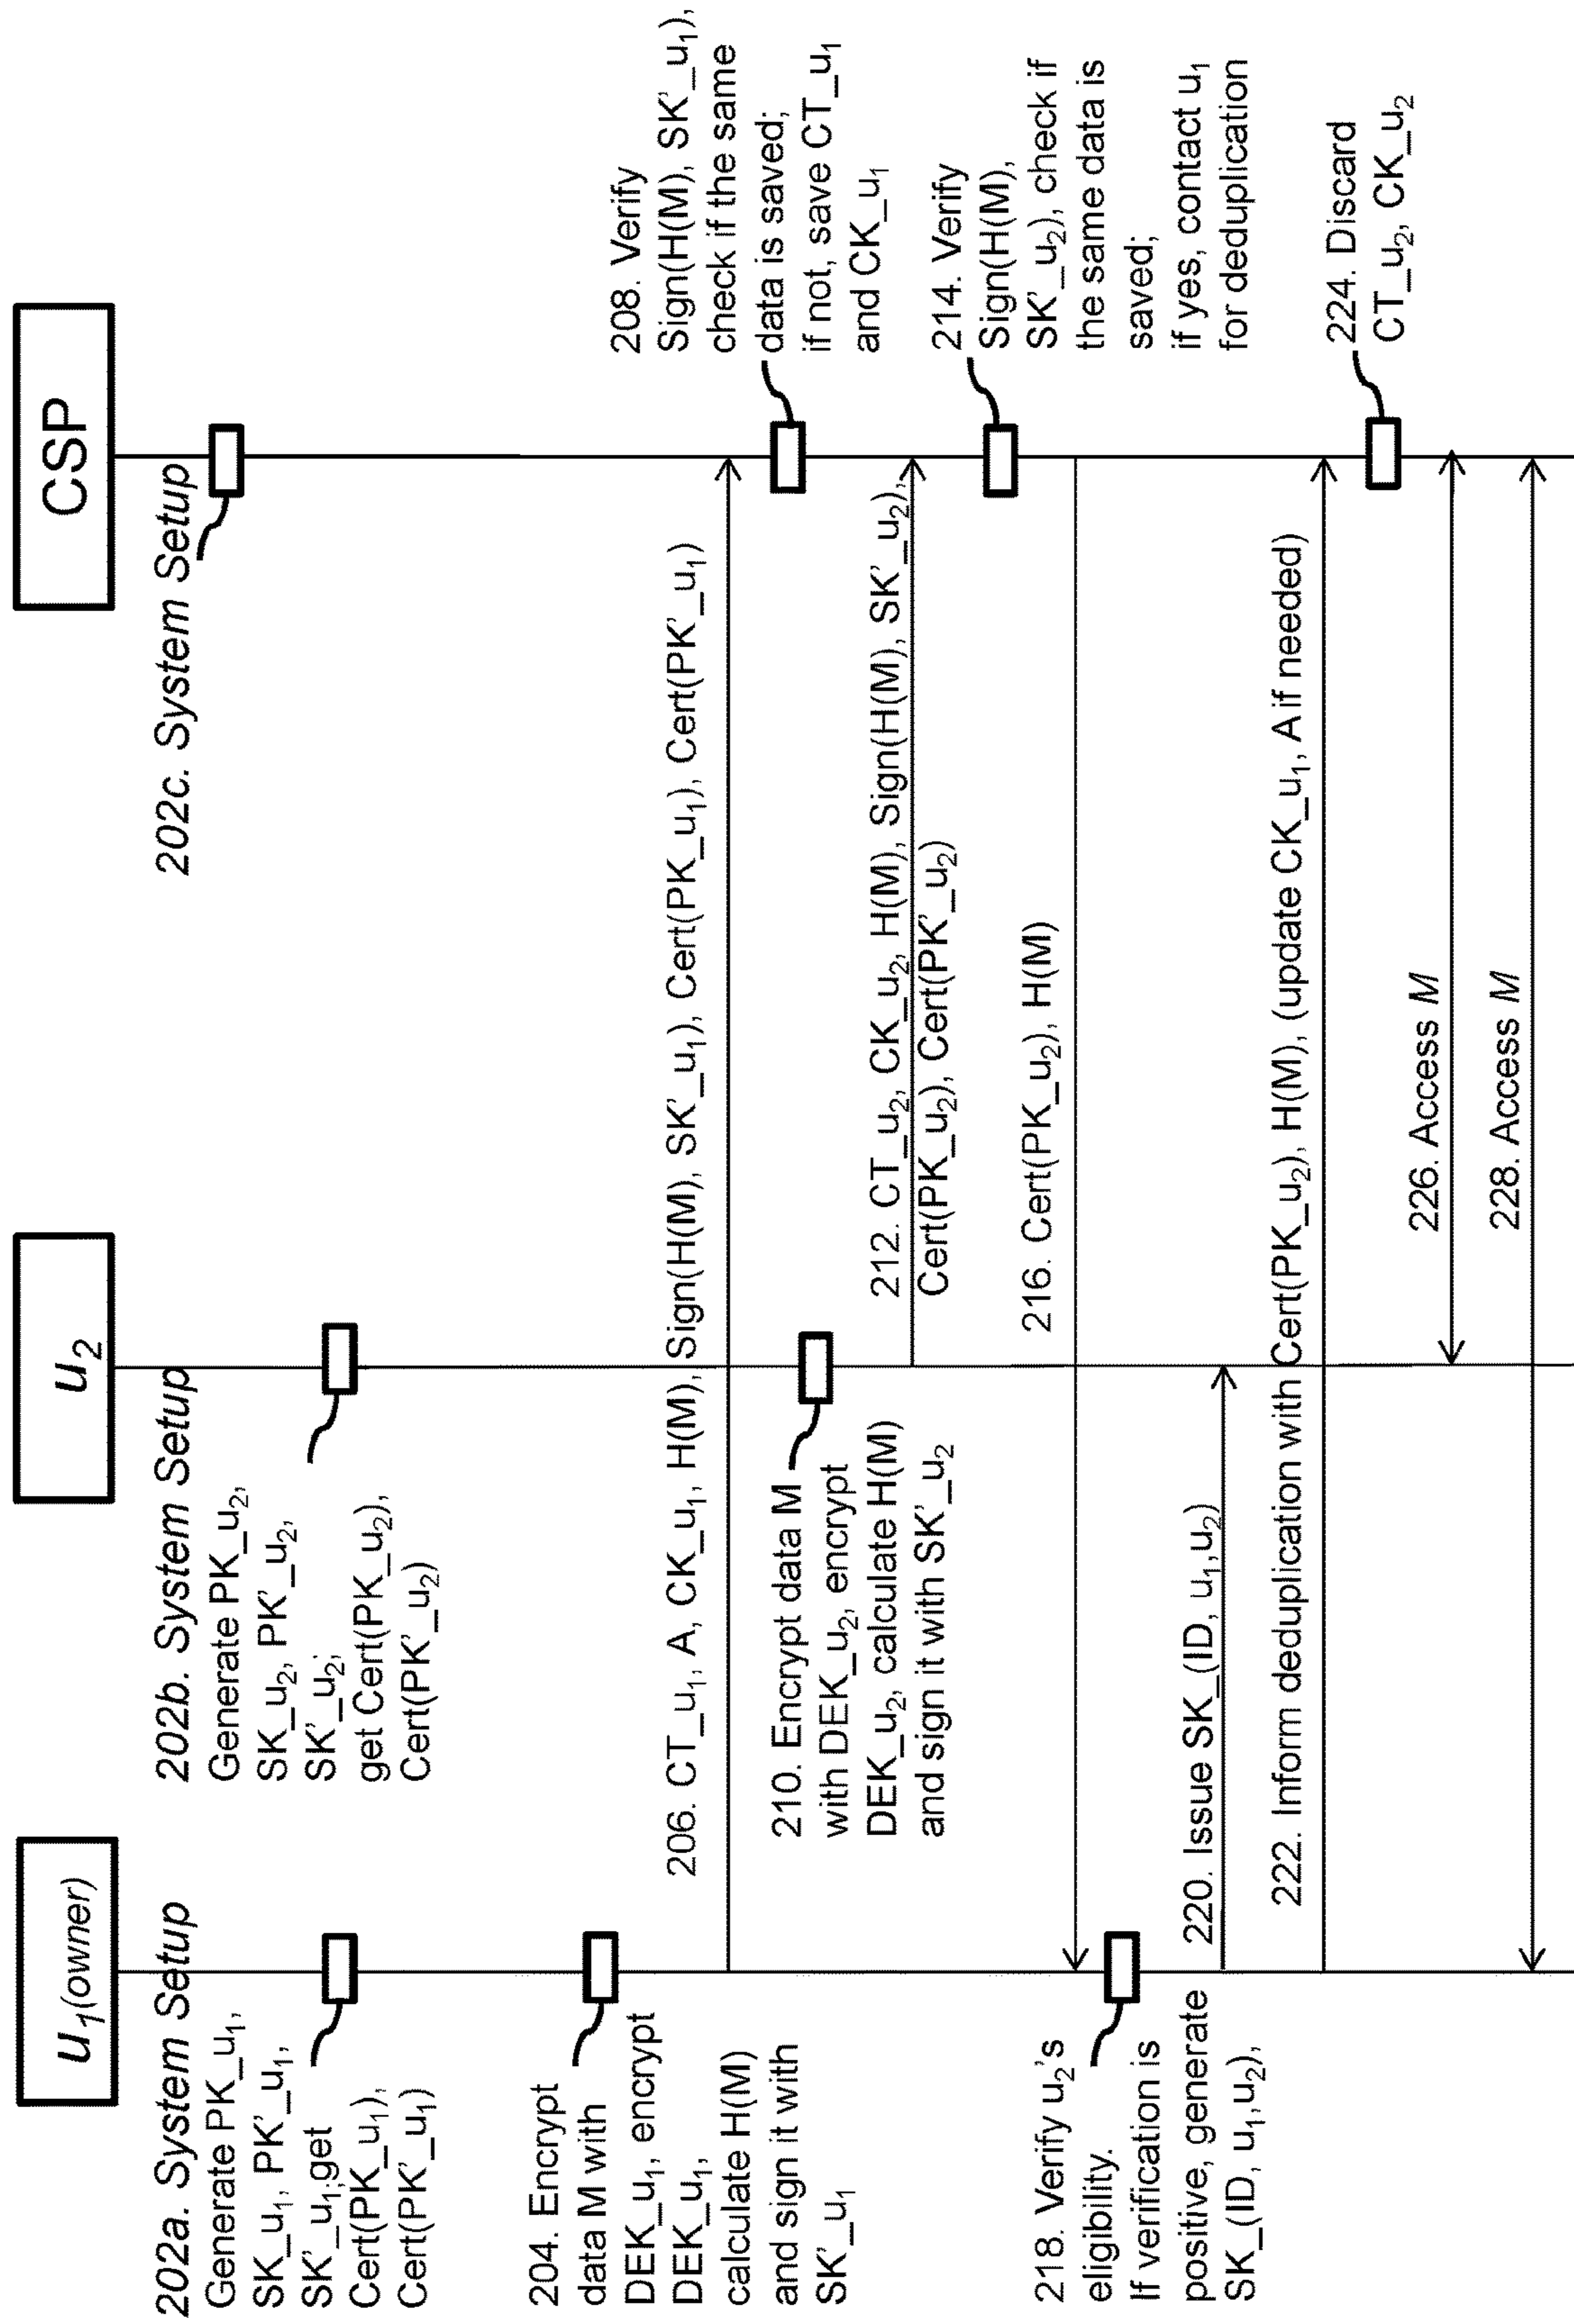 u₁(owner)
u₂
CSP
202a. System Setup
Generate PK_u₁,
SK_u₁, PK'_u₁,
SK'_u₁;get
Cert(PK_u₁),
Cert(PK'_u₁)
202b. System Setup
Generate PK_u₂,
SK_u₂, PK'_u₂,
SK'_u₂;
get Cert(PK_u₂),
Cert(PK'_u₂)
202c. System Setup
204. Encrypt
data M with
DEK_u₁, encrypt
DEK_u₁,
calculate H(M)
and sign it with
SK'_u₁
206. CT_u₁, A, CK_u₁, H(M), Sign(H(M), SK'_u₁), Cert(PK_u₁), Cert(PK'_u₁)
208. Verify
Sign(H(M), SK'_u₁),
check if the same
data is saved;
if not, save CT_u₁
and CK_u₁
210. Encrypt data M
with DEK_u₂, encrypt
DEK_u₂, calculate H(M)
and sign it with SK'_u₂
212. CT_u₂, CK_u₂, H(M), Sign(H(M), SK'_u₂),
Cert(PK_u₂), Cert(PK'_u₂)
214. Verify
Sign(H(M),
SK'_u₂), check if
the same data is
saved;
if yes, contact u₁
for deduplication
216. Cert(PK_u₂), H(M)
218. Verify u₂'s
eligibility.
If verification is
positive, generate
SK_(ID, u₁,u₂),
220. Issue SK_(ID, u₁,u₂)
222. Inform deduplication with Cert(PK_u₂), H(M), (update CK_u₁, A if needed)
224. Discard
CT_u₂, CK_u₂
226. Access M
228. Access M